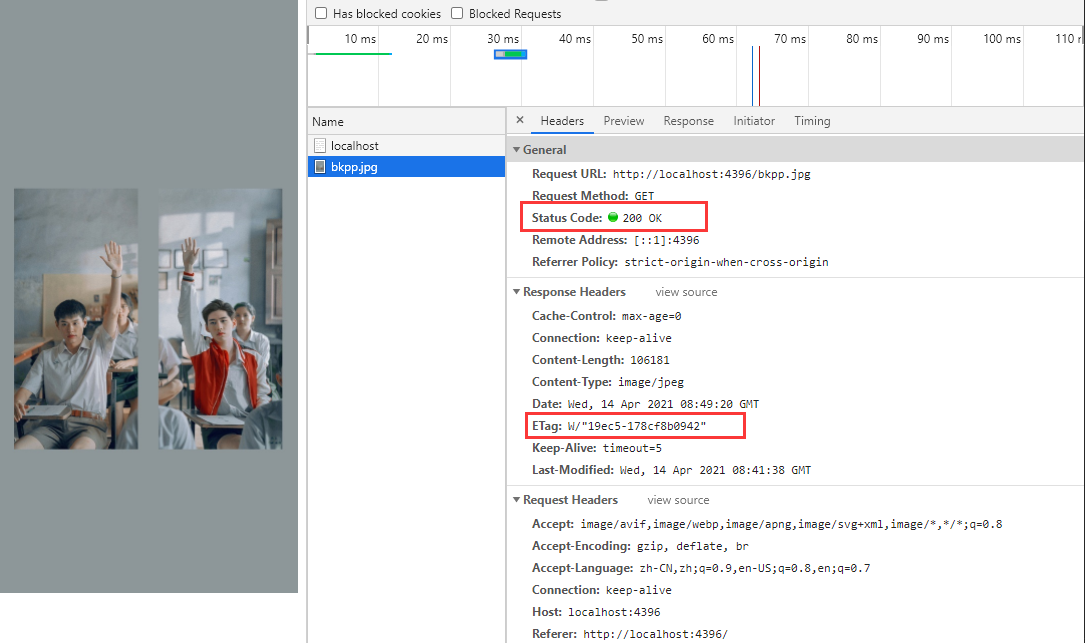 Has blocked cookies Blocked Requests
10 ms 20 ms 30 ms 40 ms 50 ms 60 ms 70 ms 80 ms 90 ms 100 ms 110
Name × Headers Preview Response Initiator Timing
localhost
bkpp.jpg
General
Request URL: http://localhost:4396/bkpp.jpg
Request Method: GET
Status Code: 200 OK
Remote Address: [::1]:4396
Referrer Policy: strict-origin-when-cross-origin
Response Headers view source
Cache-Control: max-age=0
Connection: keep-alive
Content-Length: 106181
Content-Type: image/jpeg
Date: Wed, 14 Apr 2021 08:49:20 GMT
ETag: W/"19ec5-178cf8b0942"
Keep-Alive: timeout=5
Last-Modified: Wed, 14 Apr 2021 08:41:38 GMT
Request Headers view source
Accept: image/avif,image/webp,image/apng,image/svg+xml,image/*,*/*;q=0.8
Accept-Encoding: gzip, deflate, br
Accept-Language: zh-CN,zh;q=0.9,en-US;q=0.8,en;q=0.7
Connection: keep-alive
Host: localhost:4396
Referer: http://localhost:4396/